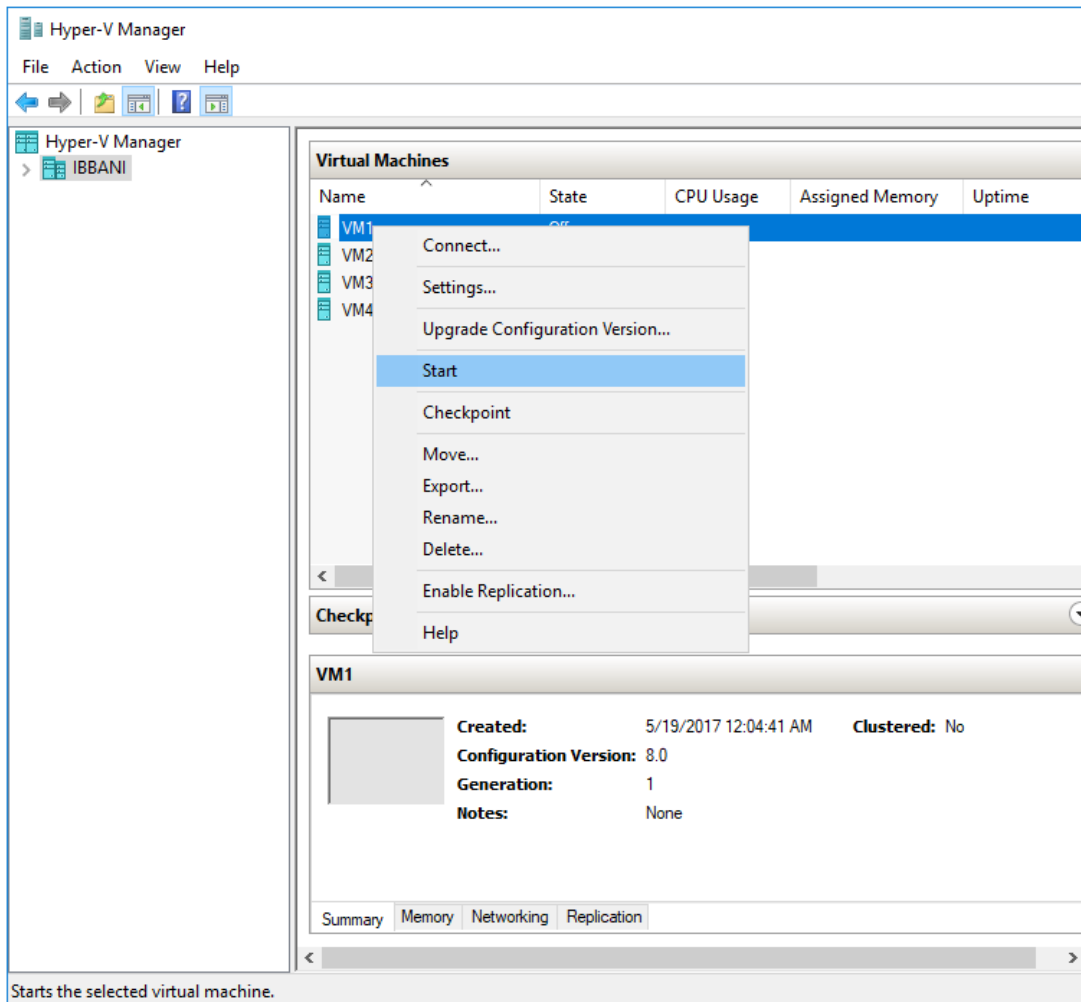 Hyper-V Manager
File Action View Help
Hyper-V Manager
IBBANI
Virtual Machines
Name State CPU Usage Assigned Memory Uptime
VM1
VM2
VM3
VM4
Connect...
Settings...
Upgrade Configuration Version...
Start
Checkpoint
Move...
Export...
Rename...
Delete...
Enable Replication...
Help
Checkp
VM1
Created: 5/19/2017 12:04:41 AM Clustered: No
Configuration Version: 8.0
Generation: 1
Notes: None
Summary Memory Networking Replication
Starts the selected virtual machine.